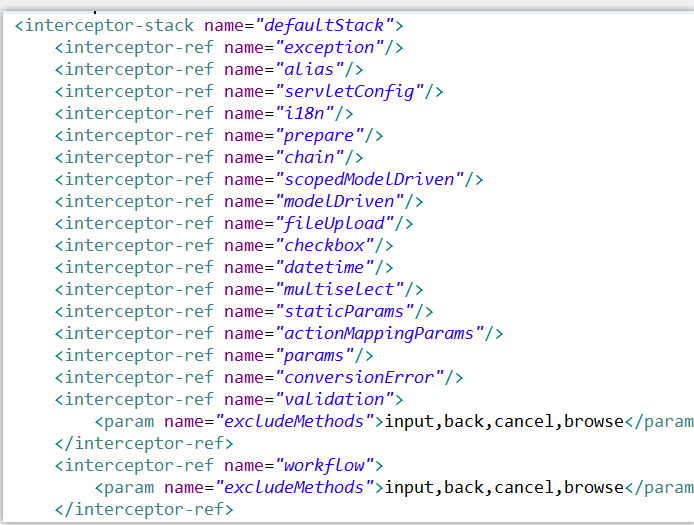 <interceptor-stack name="defaultStack">
<interceptor-ref name="exception"/>
<interceptor-ref name="alias"/>
<interceptor-ref name="servletConfig"/>
<interceptor-ref name="i18n"/>
<interceptor-ref name="prepare"/>
<interceptor-ref name="chain"/>
<interceptor-ref name="scopedModelDriven"/>
<interceptor-ref name="modelDriven"/>
<interceptor-ref name="fileUpload"/>
<interceptor-ref name="checkbox"/>
<interceptor-ref name="datetime"/>
<interceptor-ref name="multiselect"/>
<interceptor-ref name="staticParams"/>
<interceptor-ref name="actionMappingParams"/>
<interceptor-ref name="params"/>
<interceptor-ref name="conversionError"/>
<interceptor-ref name="validation">
<param name="excludeMethods">input,back,cancel,browse</param
</interceptor-ref>
<interceptor-ref name="workflow">
<param name="excludeMethods">input,back,cancel,browse</param
</interceptor-ref>